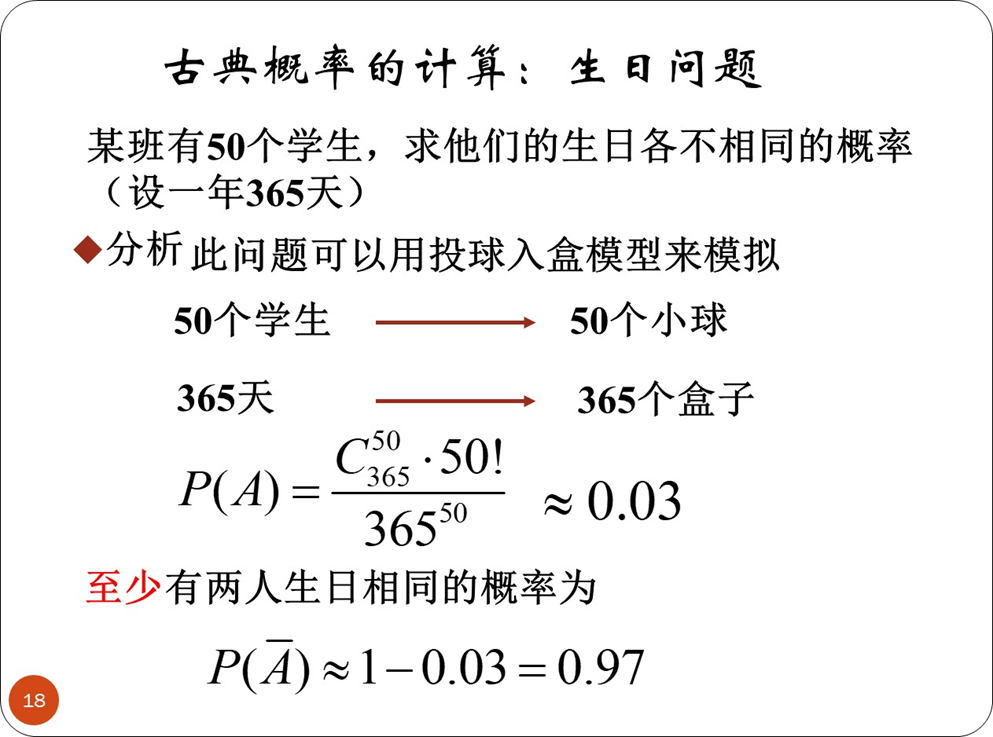 古典概率的计算：生日问题
某班有50个学生，求他们的生日各不相同的概率
（设一年365天）
◆分析 此问题可以用投球入盒模型来模拟
50个学生 → 50个小球
365天 → 365个盒子
P(A) = \frac{C_{365}^{50} \cdot 50!}{365^{50}} ≈ 0.03
至少有两人生日相同的概率为
P(\overline{A}) ≈ 1 − 0.03 = 0.97
18